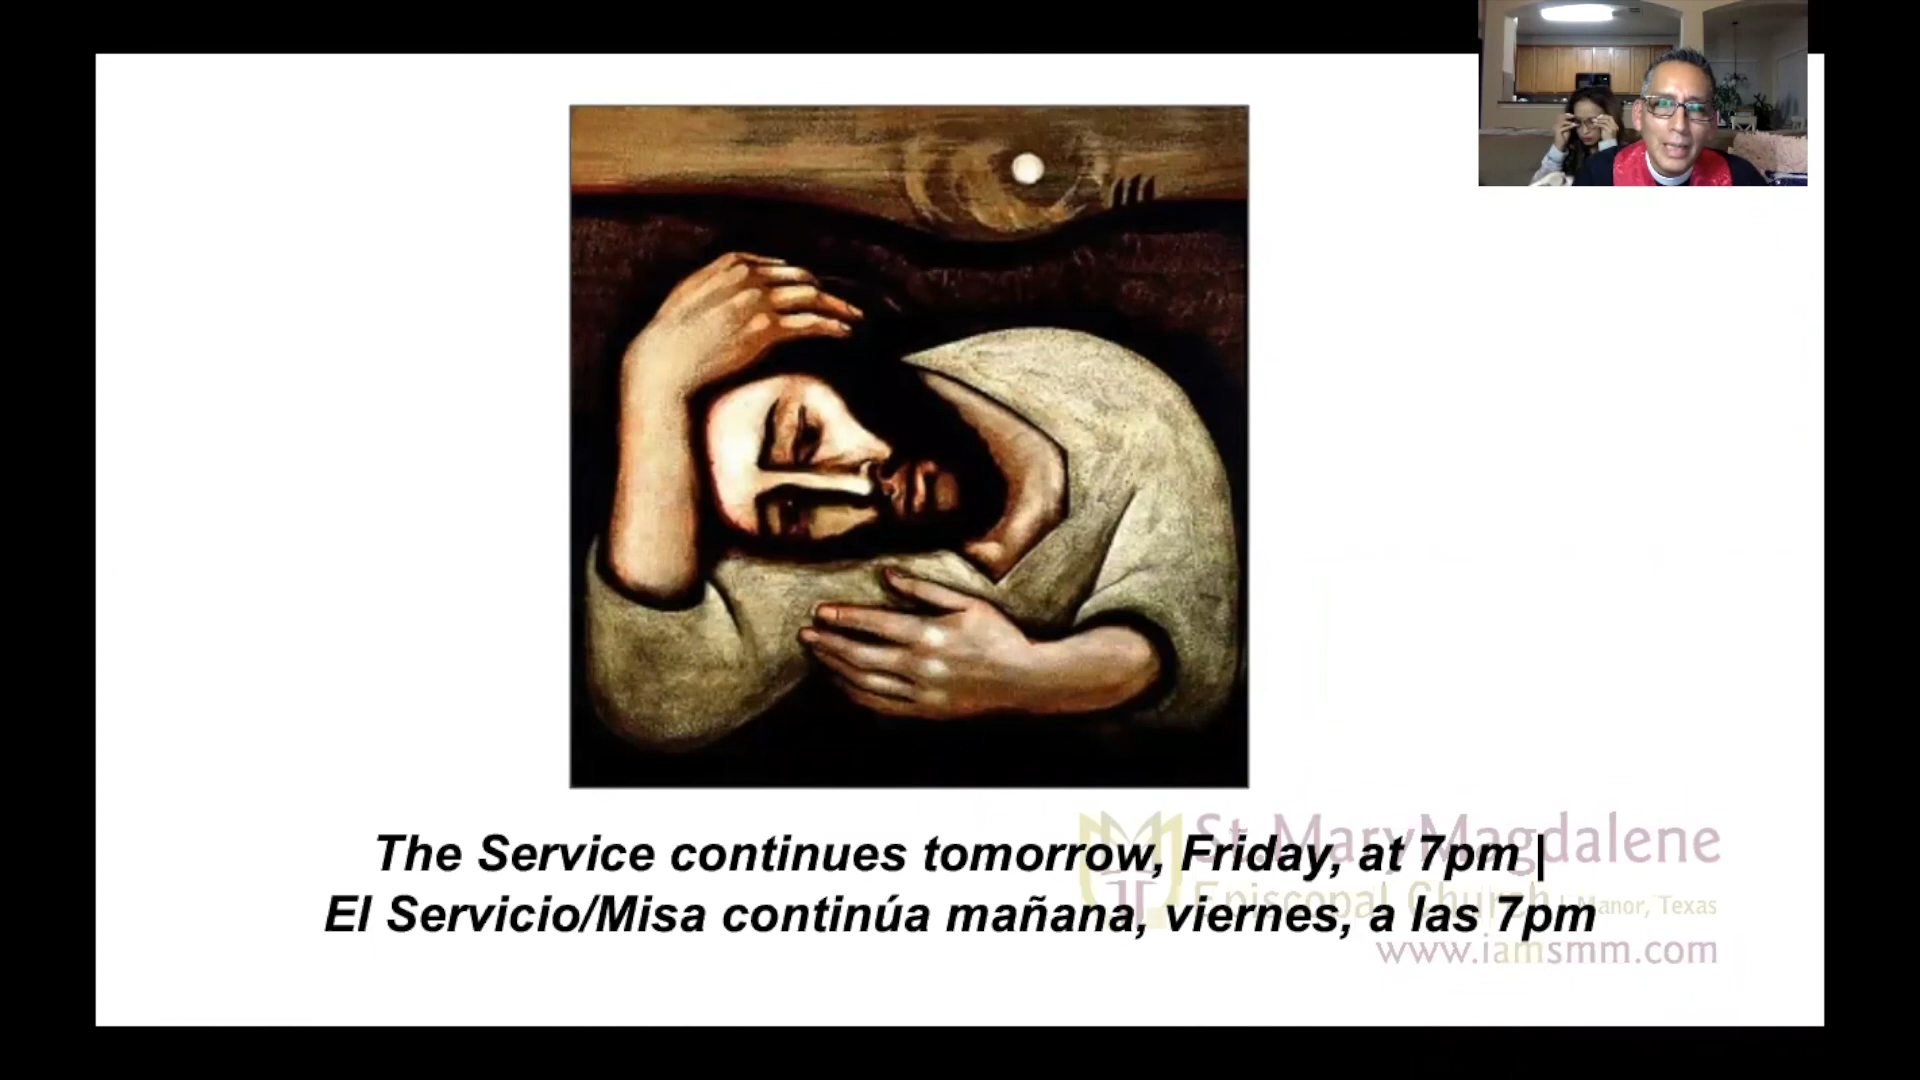 The Service continues tomorrow, Friday, at 7pm |
El Servicio/Misa continúa mañana, viernes, a las 7pm
St. Mary Magdalene
Episcopal Church | Manor, Texas
www.iamsmm.com